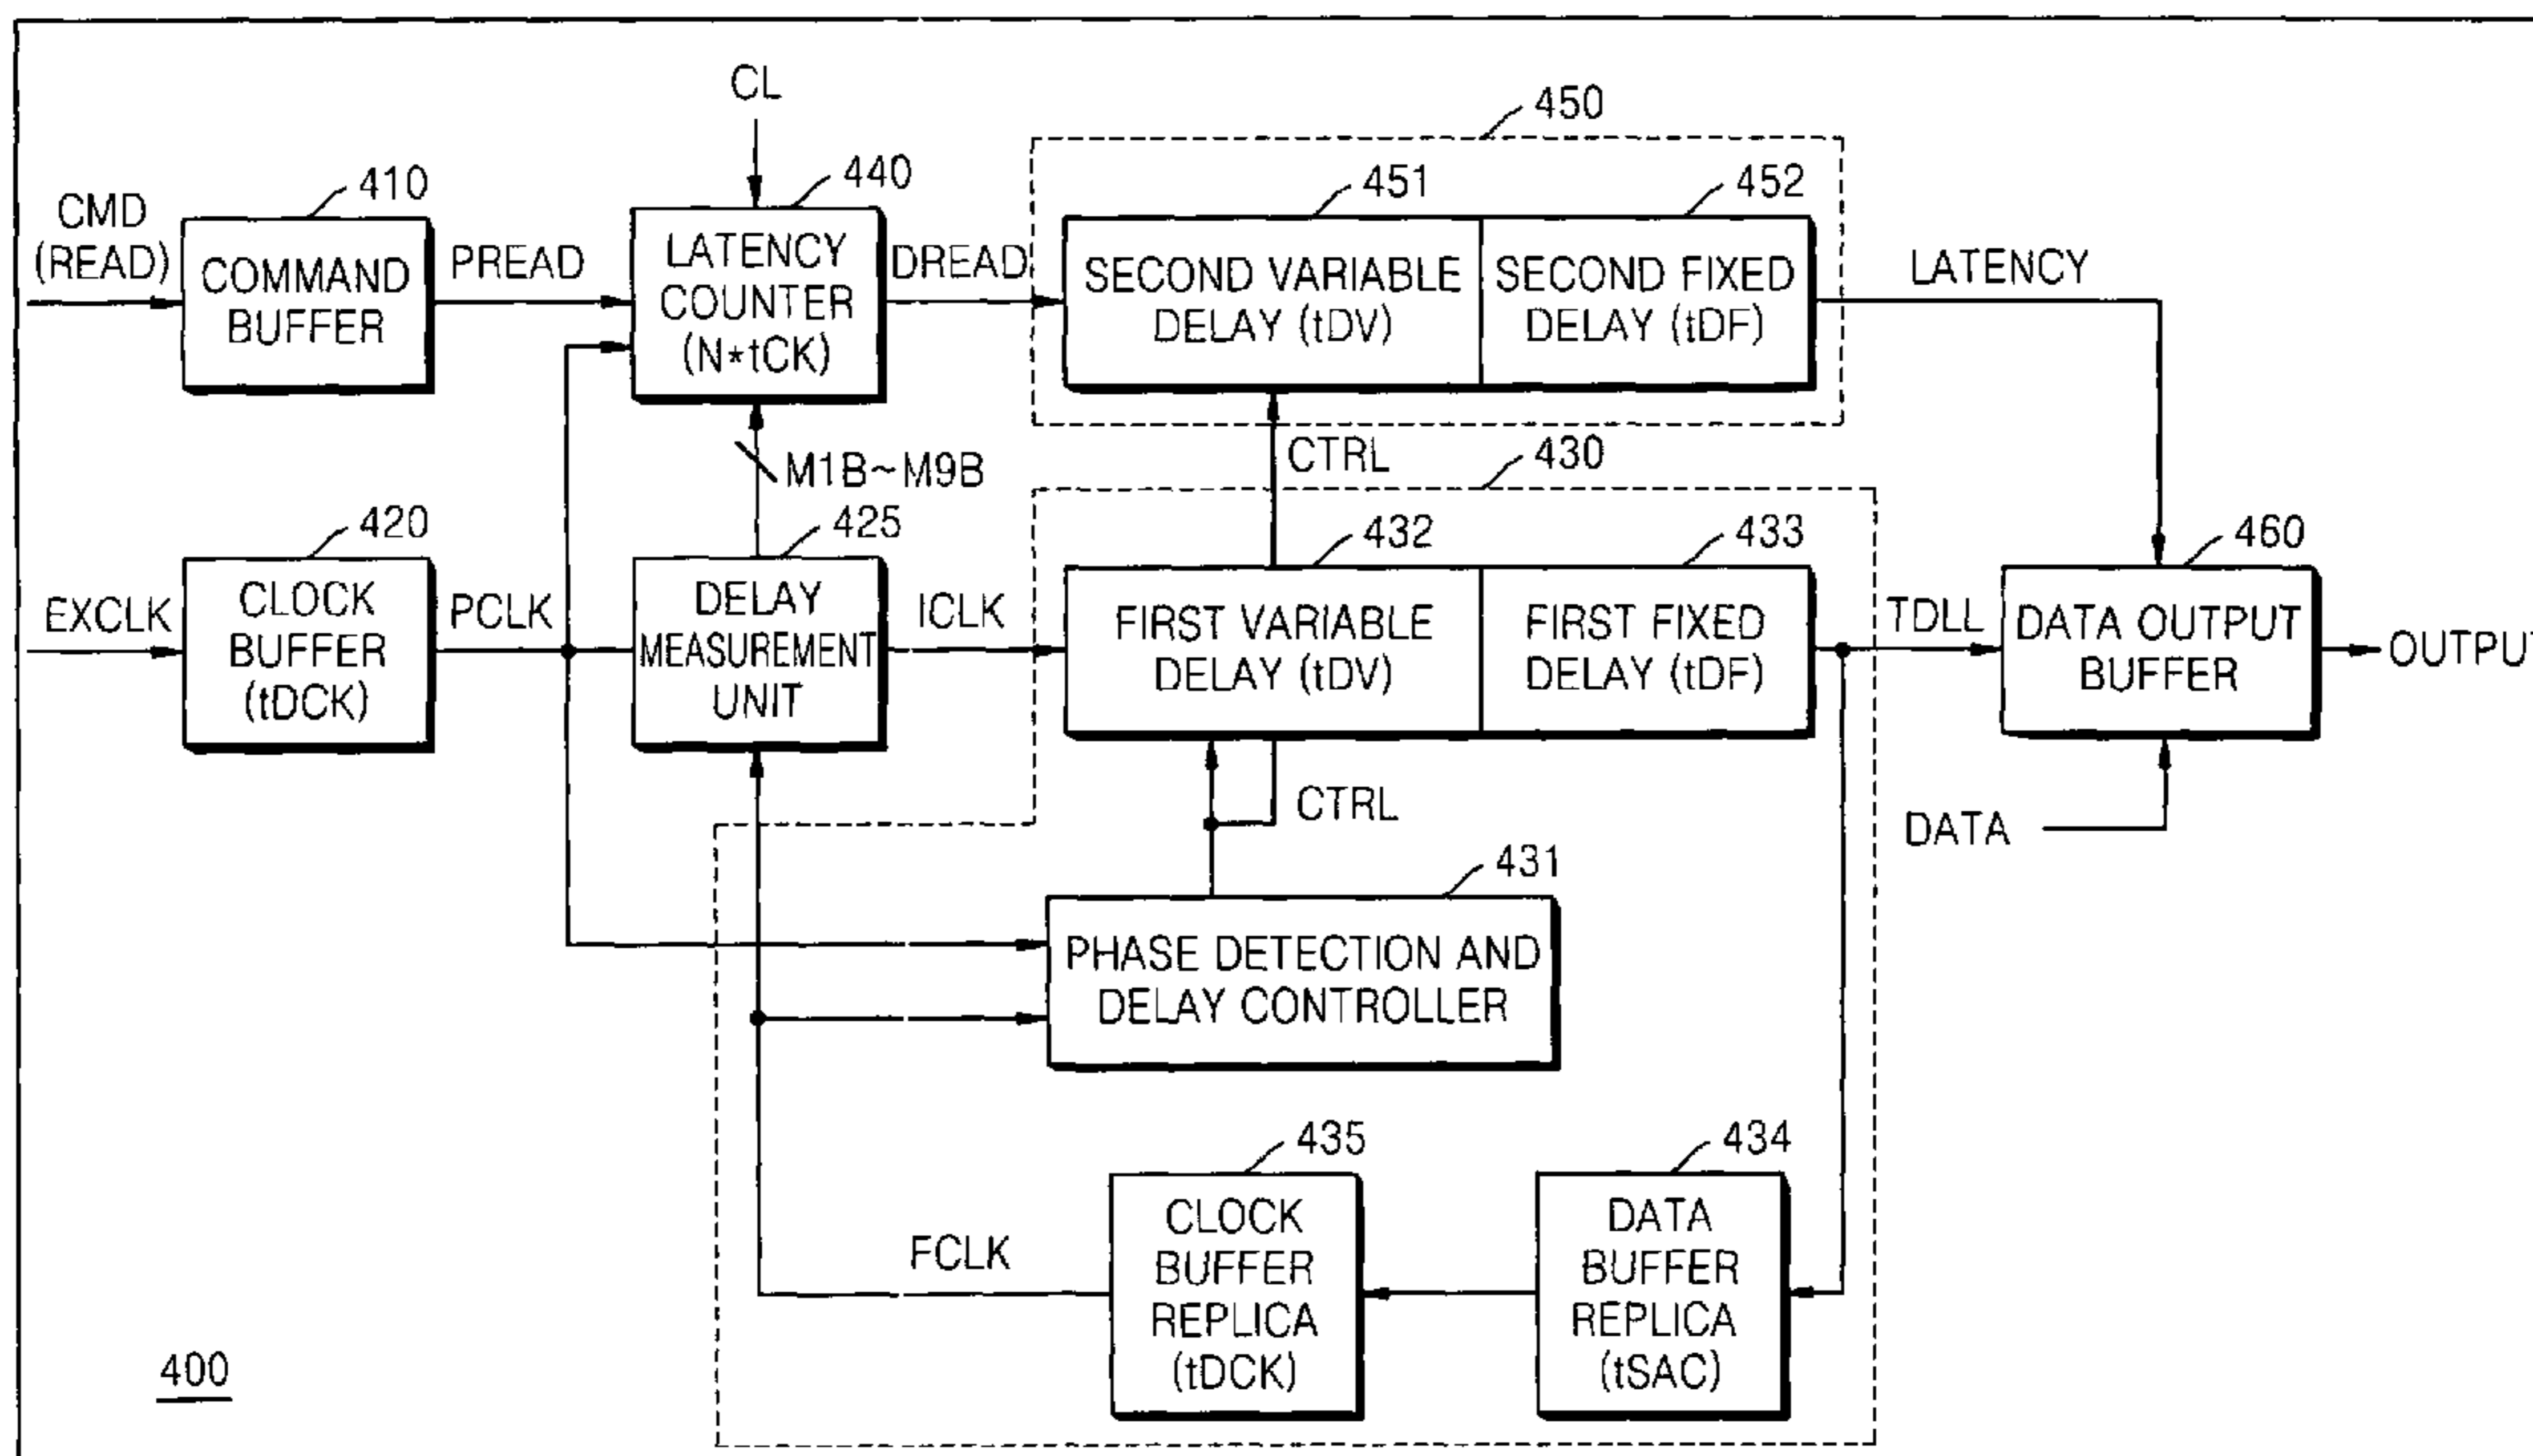 CL
450
410
440
451
452
CMD
(READ)
COMMAND
BUFFER
PREAD
LATENCY
COUNTER
(N*tCK)
DREAD
SECOND VARIABLE
DELAY (tDV)
SECOND FIXED
DELAY (tDF)
LATENCY
M1B~M9B
CTRL
430
420
425
432
433
460
EXCLK
CLOCK
BUFFER
(tDCK)
PCLK
DELAY
MEASUREMENT
UNIT
ICLK
FIRST VARIABLE
DELAY (tDV)
FIRST FIXED
DELAY (tDF)
TDLL
DATA OUTPUT
BUFFER
OUTPUT
CTRL
DATA
431
PHASE DETECTION AND
DELAY CONTROLLER
435
434
FCLK
CLOCK
BUFFER
REPLICA
(tDCK)
DATA
BUFFER
REPLICA
(tSAC)
400